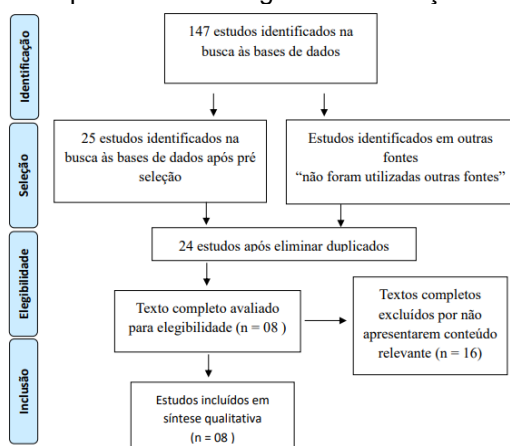 Identificação
147 estudos identificados na
busca às bases de dados
Seleção
25 estudos identificados na
busca às bases de dados após pré
seleção
Estudos identificados em outras
fontes
“não foram utilizadas outras fontes”
24 estudos após eliminar duplicados
Elegibilidade
Texto completo avaliado
para elegibilidade (n = 08 )
Textos completos
excluídos por não
apresentarem conteúdo
relevante (n = 16)
Inclusão
Estudos incluídos em
síntese qualitativa
(n = 08 )